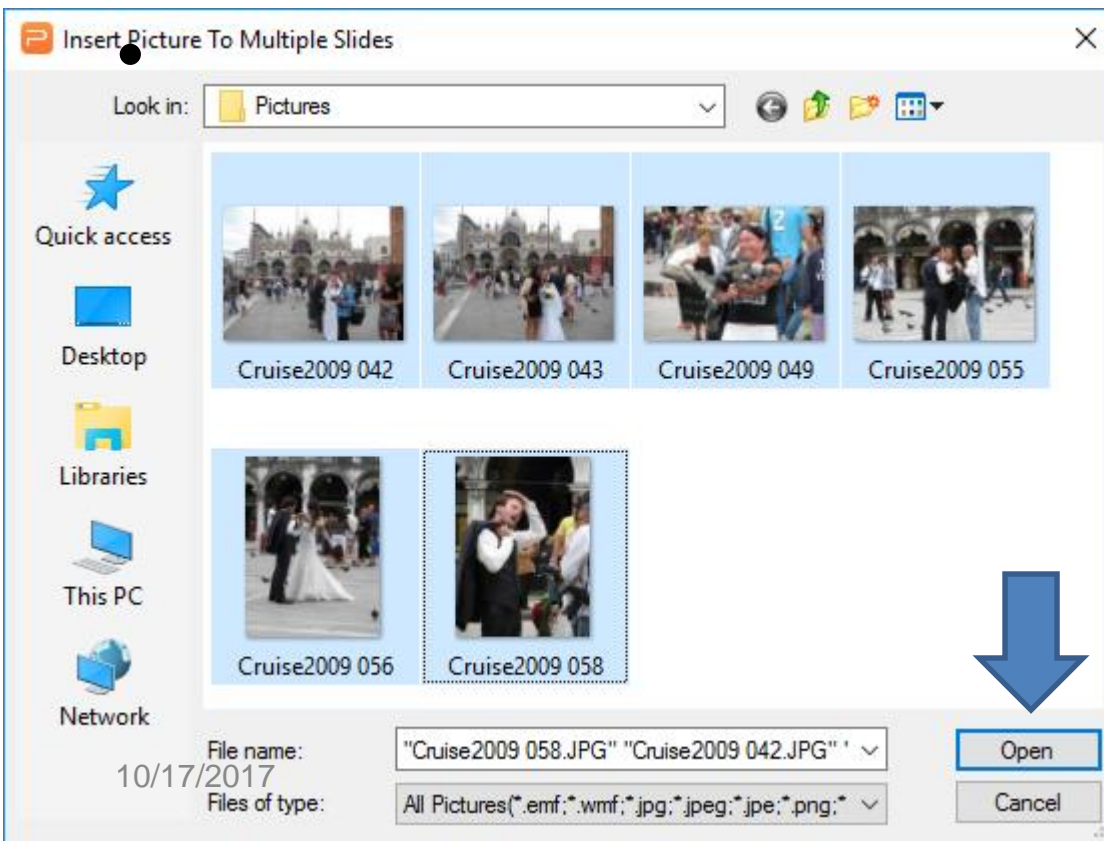 Insert Picture To Multiple Slides
Look in: Pictures
Quick access
Desktop
Libraries
This PC
Network
Cruise2009 042 Cruise2009 043 Cruise2009 049 Cruise2009 055
Cruise2009 056 Cruise2009 058
File name: "Cruise2009 058.JPG" "Cruise2009 042.JPG" ' Open
10/17/2017
Files of type: All Pictures(*.emf;*.wmf;*.jpg;*.jpeg;*.jpe;*.png;* Cancel